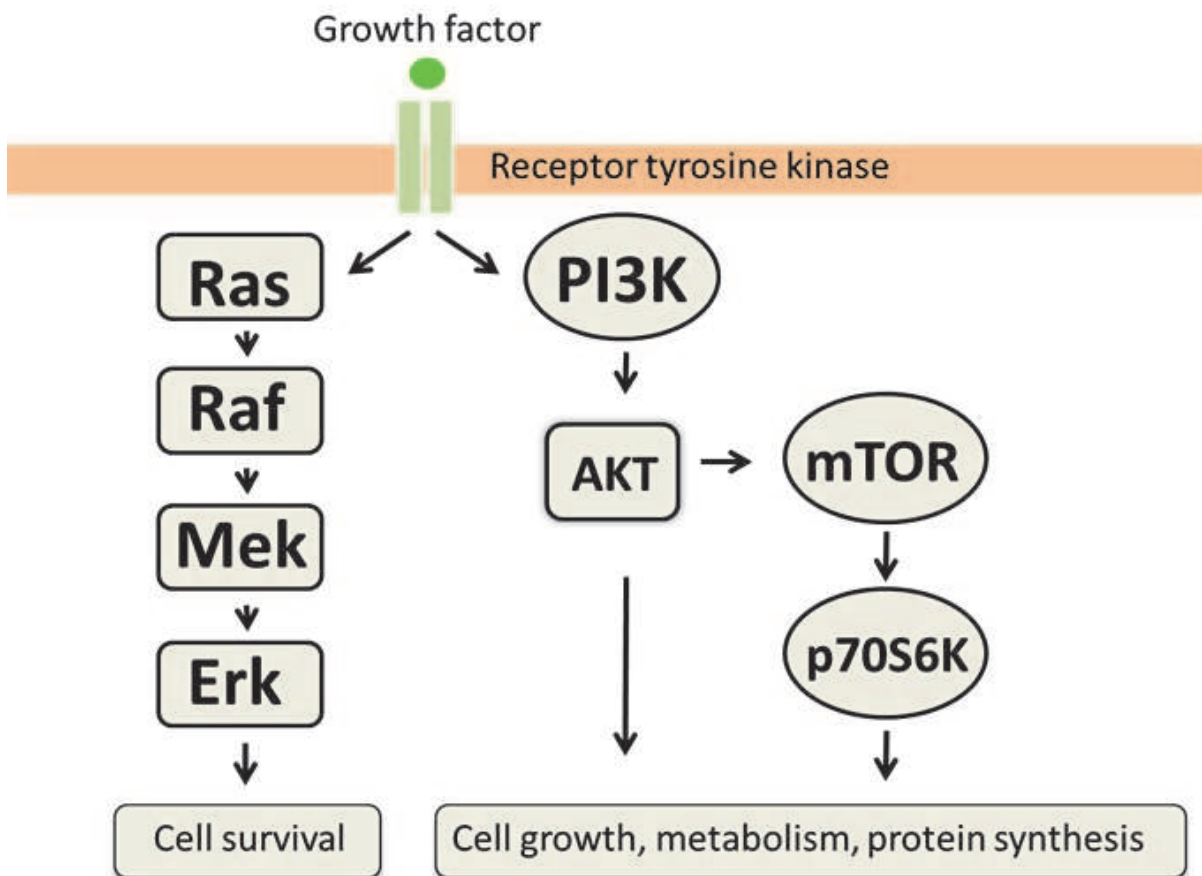 Growth factor
Receptor tyrosine kinase
Ras
PI3K
Raf
AKT
mTOR
Mek
p70S6K
Erk
Cell survival
Cell growth, metabolism, protein synthesis